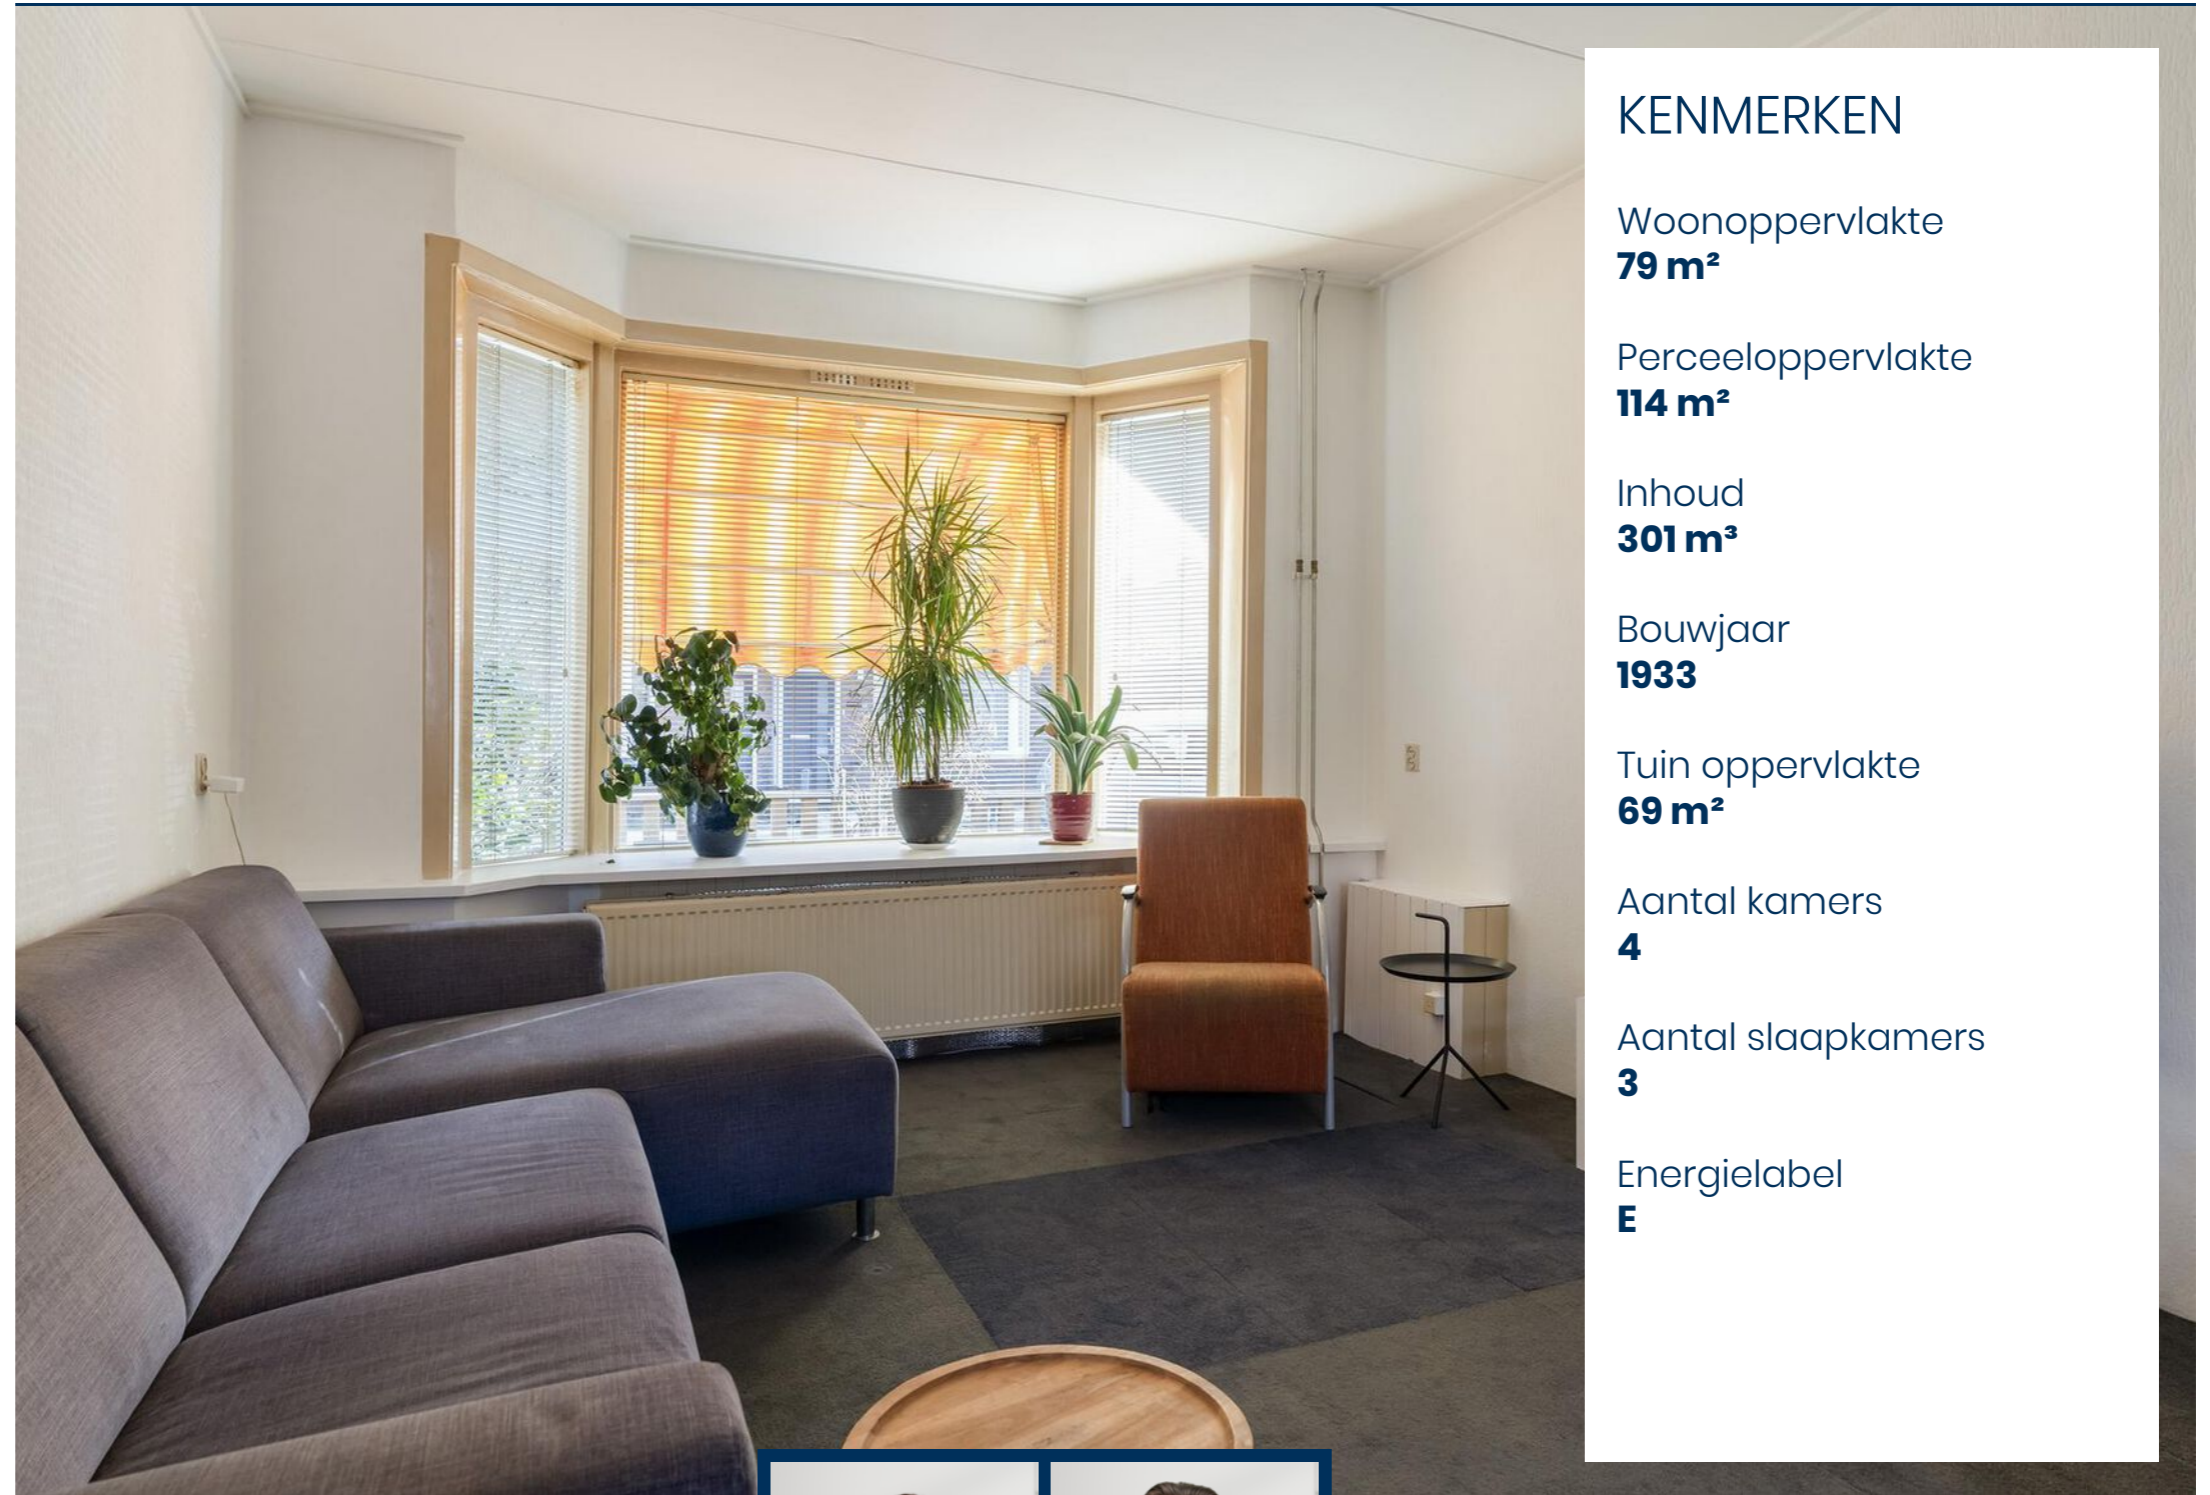 KENMERKEN
Woonoppervlakte
79 m²
Perceeloppervlakte
114 m²
Inhoud
301 m³
Bouwjaar
1933
Tuin oppervlakte
69 m²
Aantal kamers
4
Aantal slaapkamers
3
Energielabel
E